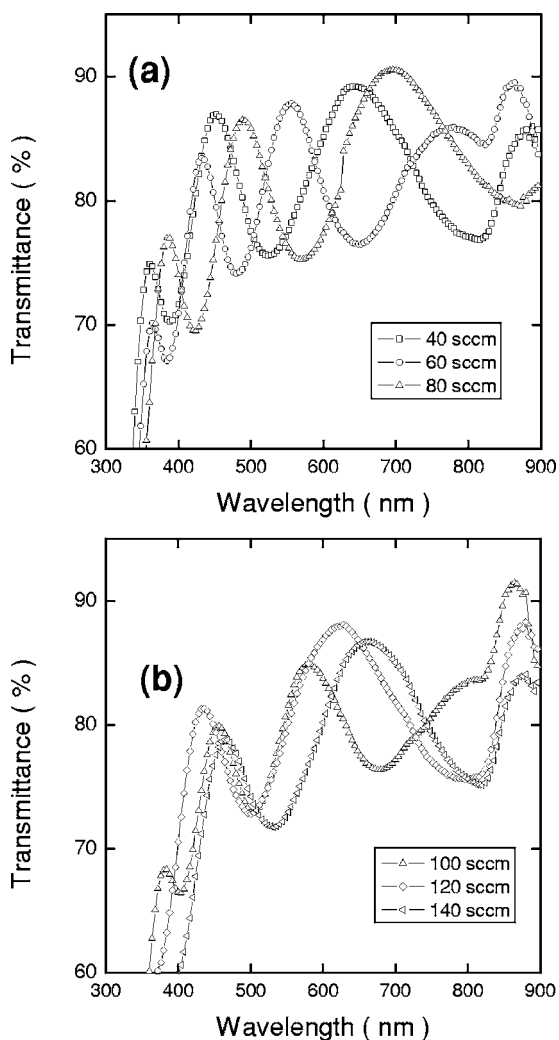 (a)
90
80
70
60
Transmittance ( % )
40 sccm
60 sccm
80 sccm
300 400 500 600 700 800 900
Wavelength ( nm )
(b)
90
80
70
60
Transmittance ( % )
100 sccm
120 sccm
140 sccm
300 400 500 600 700 800 900
Wavelength ( nm )